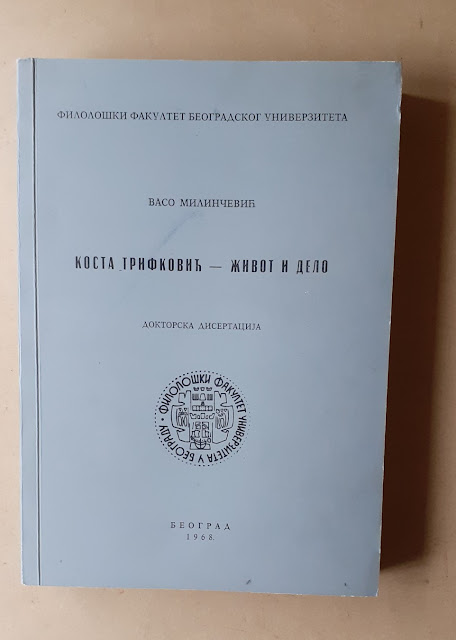 ФИЛОЛОШКИ ФАКУЛТЕТ БЕОГРАДСКОГ УНИВЕРЗИТЕТА
ВАСО МИЛИНЧЕВИЋ
КОСТА ТРИФКОВИЋ — ЖИВОТ И ДЕЛО
ДОКТОРСКА ДИСЕРТАЦИЈА
ФИЛОЛОШКИ ФАКУЛТЕТ УНИВЕРЗИТЕТА У БЕОГРАДУ •
БЕОГРАД
1968.